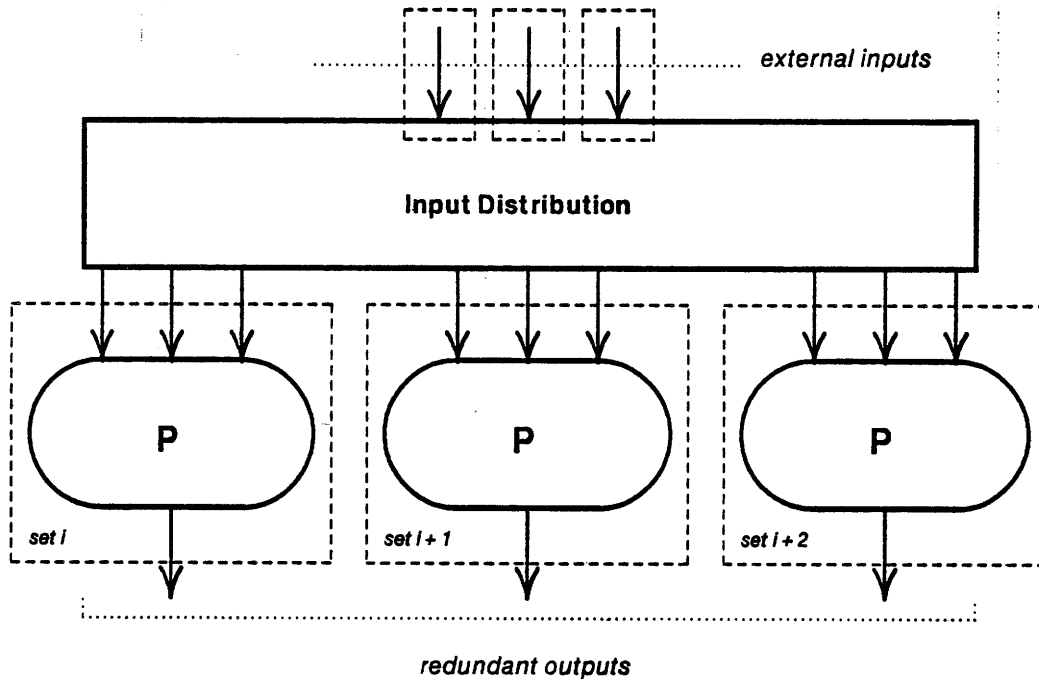 external inputs
Input Distribution
P
P
P
set i
set i + 1
set i + 2
redundant outputs